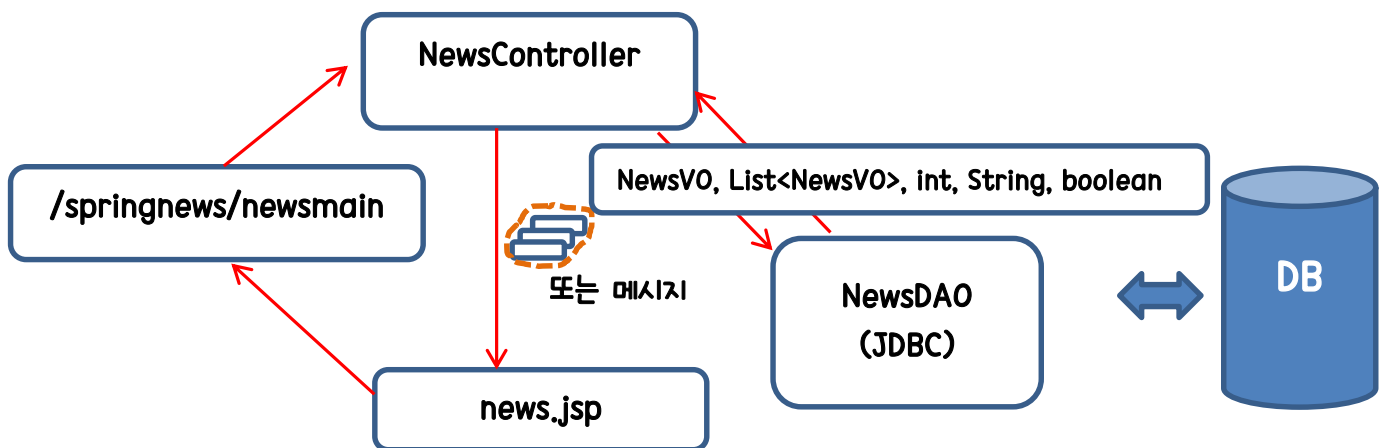 NewsController
/springnews/newsmain
NewsVO, List<NewsVO>, int, String, boolean
또는 메시지
NewsDAO
(JDBC)
DB
news.jsp